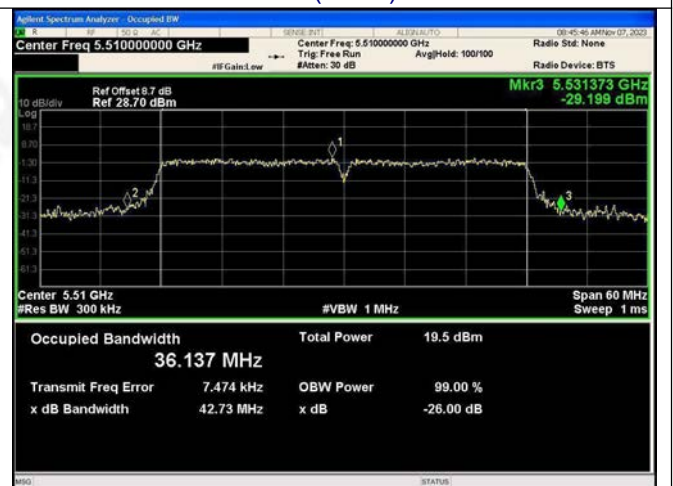 Agilent Spectrum Analyzer - Occupied BW
R RF 50 Ω AC SENSE:INT ALIGNAUTO 08:45:46 AM Nov 07, 2023
Center Freq 5.510000000 GHz Center Freq: 5.510000000 GHz Radio Std: None
Trig: Free Run Avg|Hold: 100/100
#IFGain:Low #Atten: 30 dB Radio Device: BTS
Mkr3 5.531373 GHz
-29.199 dBm
Ref Offset 8.7 dB
10 dB/div Ref 28.70 dBm
Log
18.7
8.70
-1.30
-11.3
-21.3
-31.3
-41.3
-51.3
-61.3
1
2
3
Center 5.51 GHz Span 60 MHz
#Res BW 300 kHz #VBW 1 MHz Sweep 1 ms
Occupied Bandwidth Total Power 19.5 dBm
36.137 MHz
Transmit Freq Error 7.474 kHz OBW Power 99.00 %
x dB Bandwidth 42.73 MHz x dB -26.00 dB
MSG STATUS